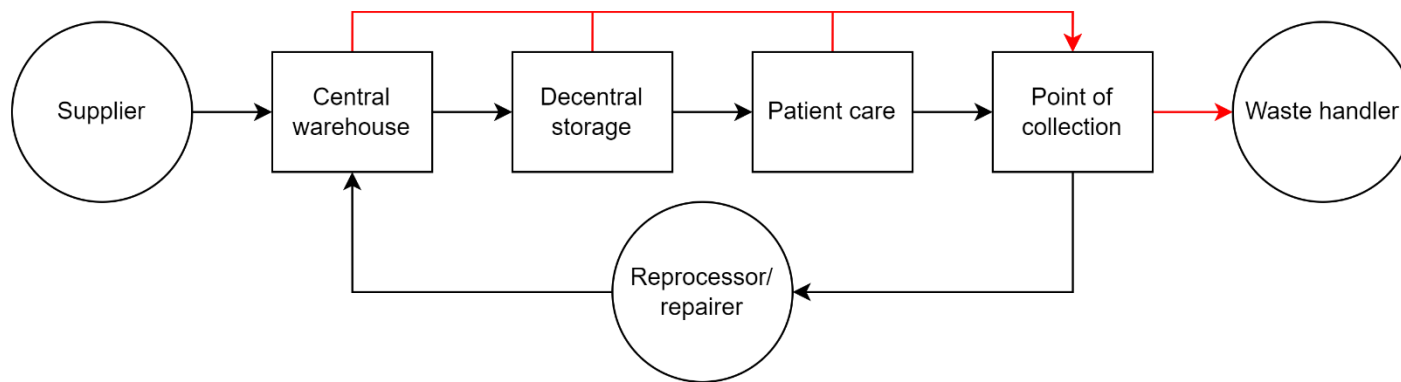 Supplier
Central
warehouse
Decentral
storage
Patient care
Point of
collection
Waste handler
Reprocessor/
repairer